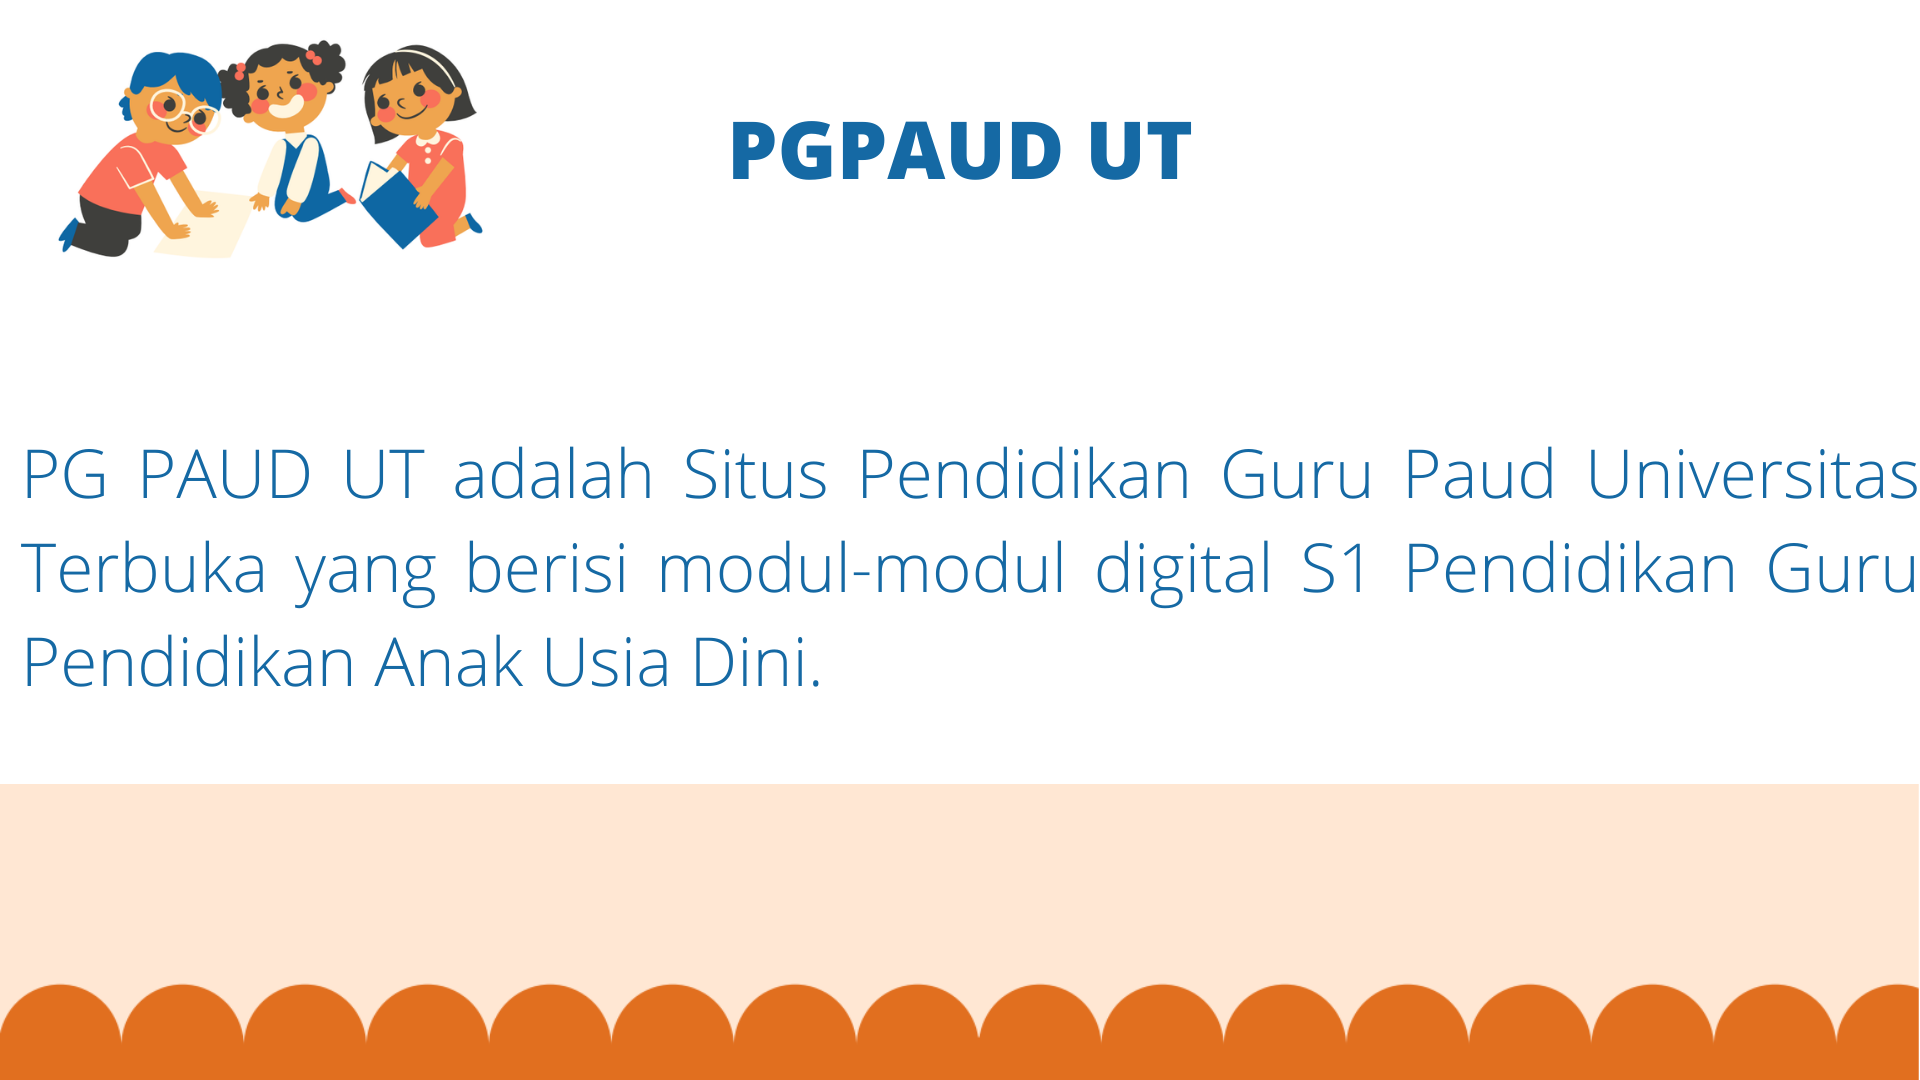 PGPAUD UT
PG PAUD UT adalah Situs Pendidikan Guru Paud Universitas
Terbuka yang berisi modul-modul digital S1 Pendidikan Guru
Pendidikan Anak Usia Dini.